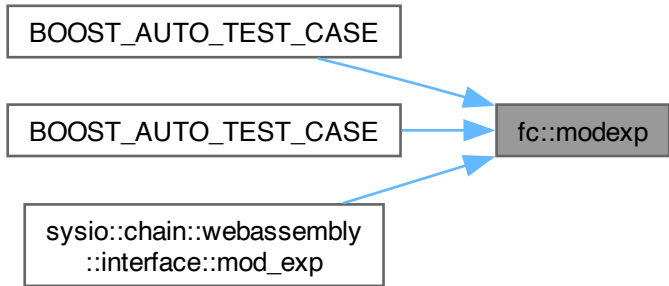 BOOST_AUTO_TEST_CASE
BOOST_AUTO_TEST_CASE
fc::modexp
sysio::chain::webassembly
::interface::mod_exp